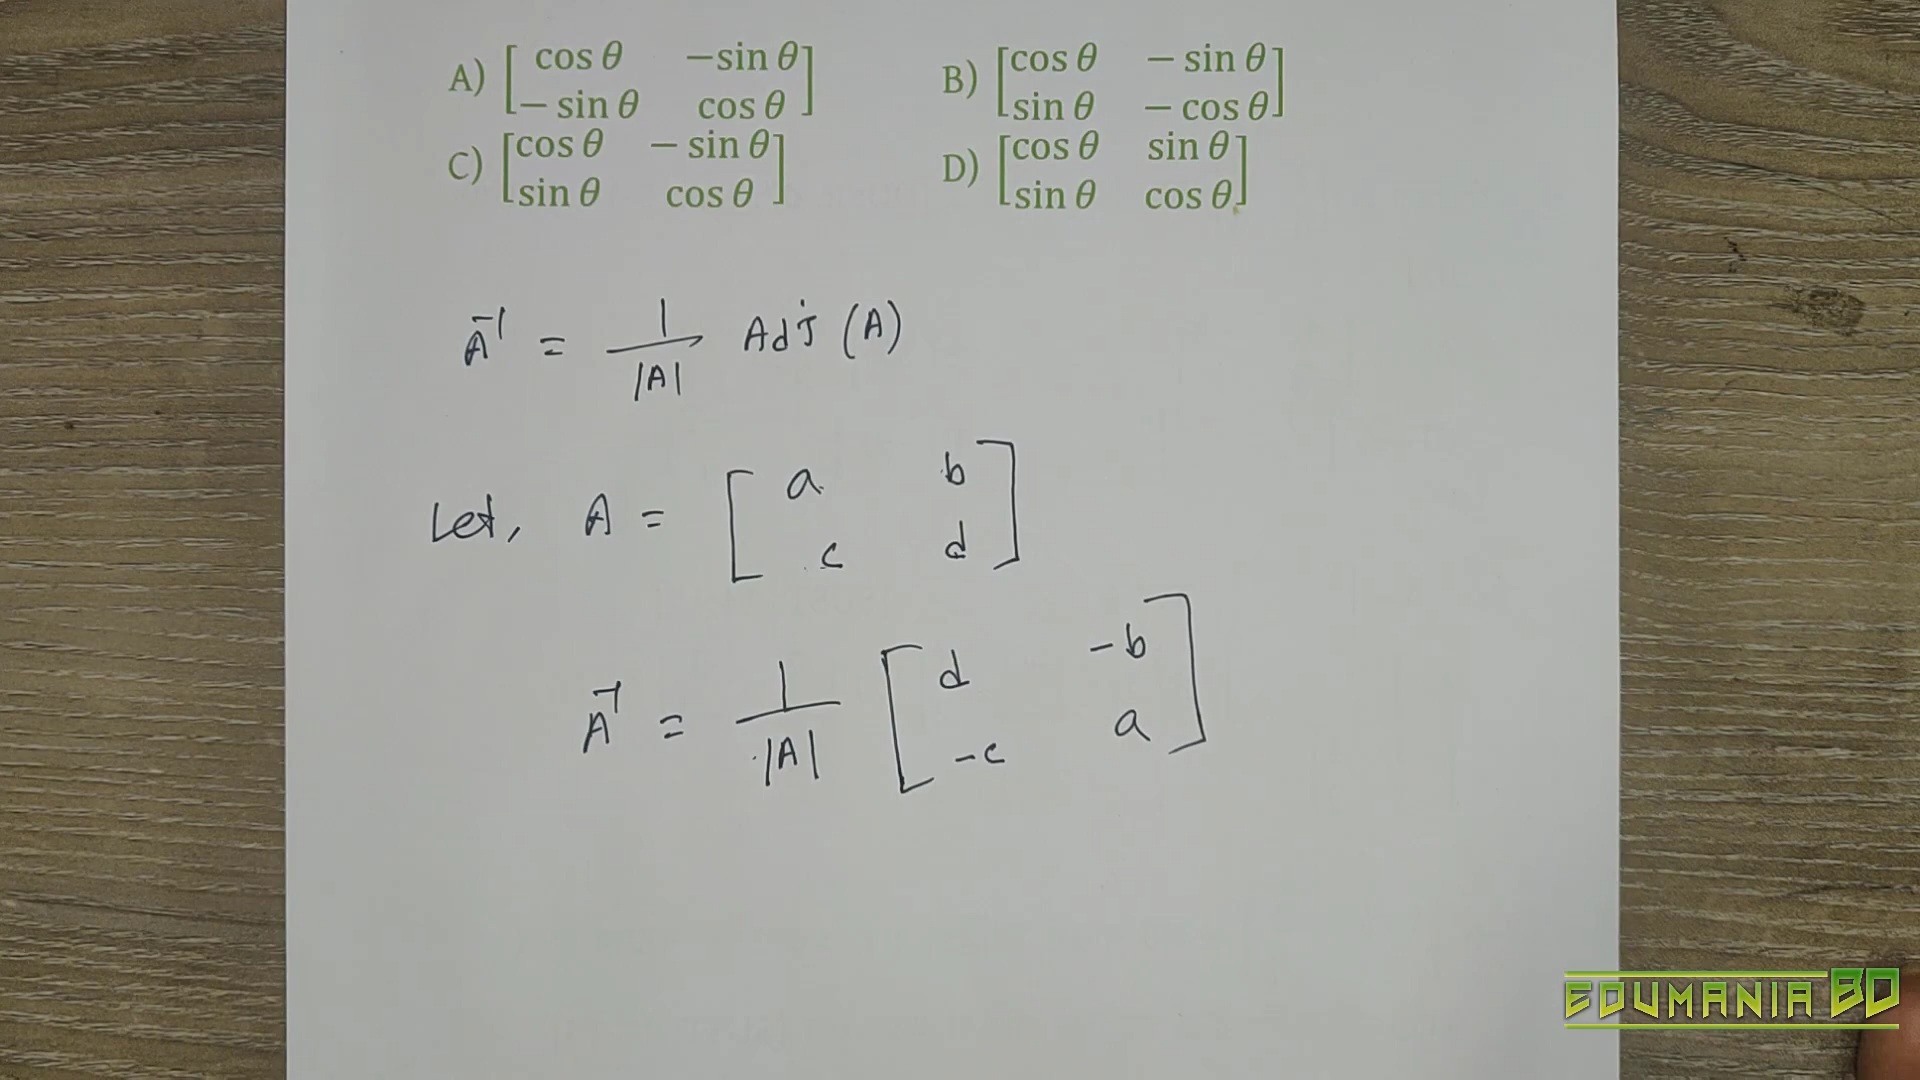 A) [cos θ −sin θ
− sin θ cos θ] B) [cos θ − sin θ
sin θ − cos θ]
C) [cos θ − sin θ
sin θ cos θ] D) [cos θ sin θ
sin θ cos θ]
A⁻¹ = 1/|A| Adj (A)
Let, A = [a b
c d]
A⁻¹ = 1/|A| [d -b
-c a]
EDUMANIA BD